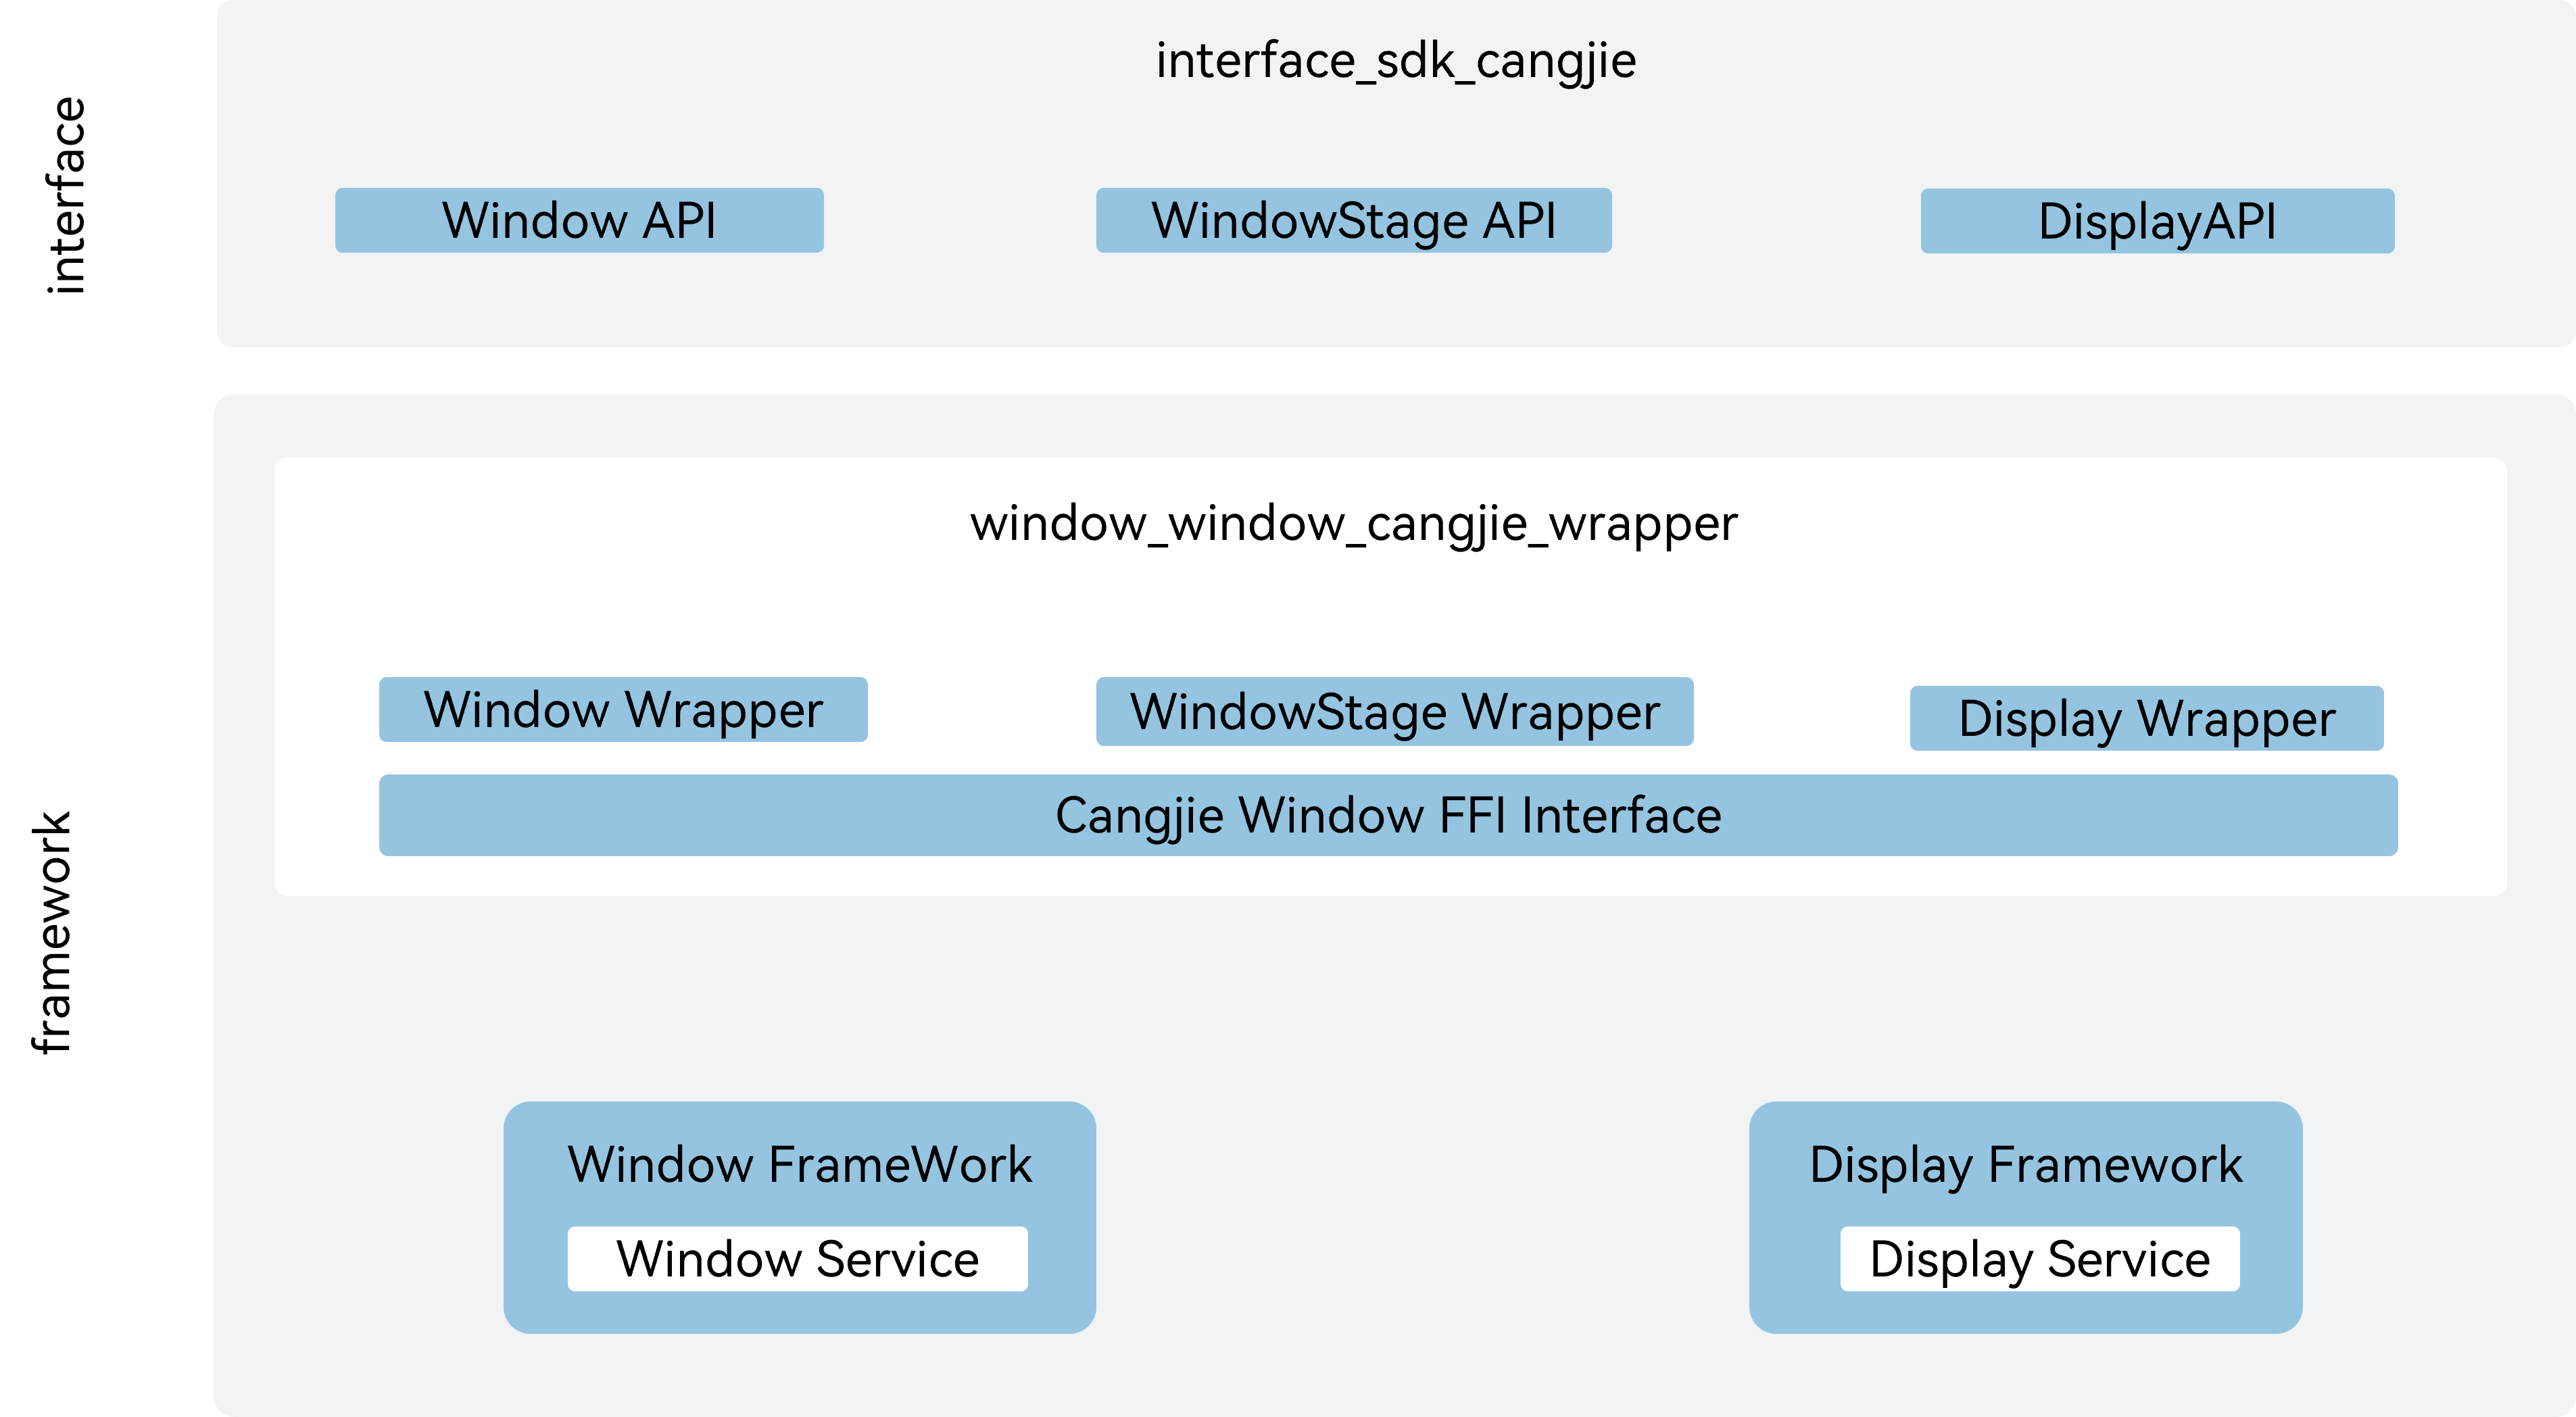 interface
interface_sdk_cangjie
Window API
WindowStage API
DisplayAPI
framework
window_window_cangjie_wrapper
Window Wrapper
WindowStage Wrapper
Display Wrapper
Cangjie Window FFI Interface
Window FrameWork
Window Service
Display Framework
Display Service